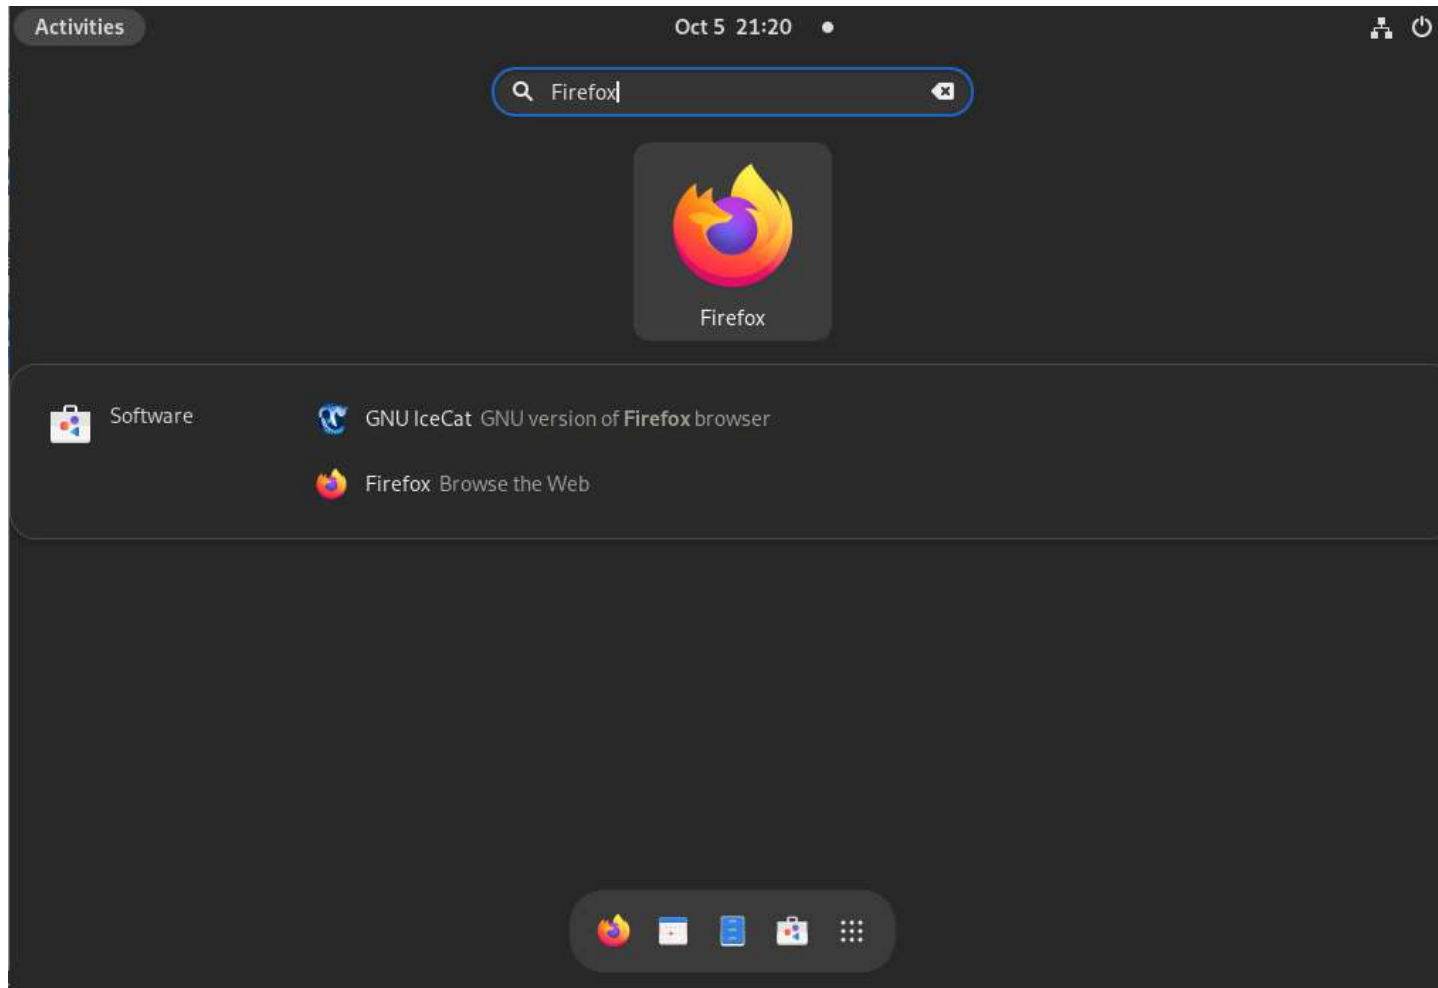 Activities
Oct 5 21:20
Firefox
Firefox
Software
GNU IceCat GNU version of Firefox browser
Firefox Browse the Web